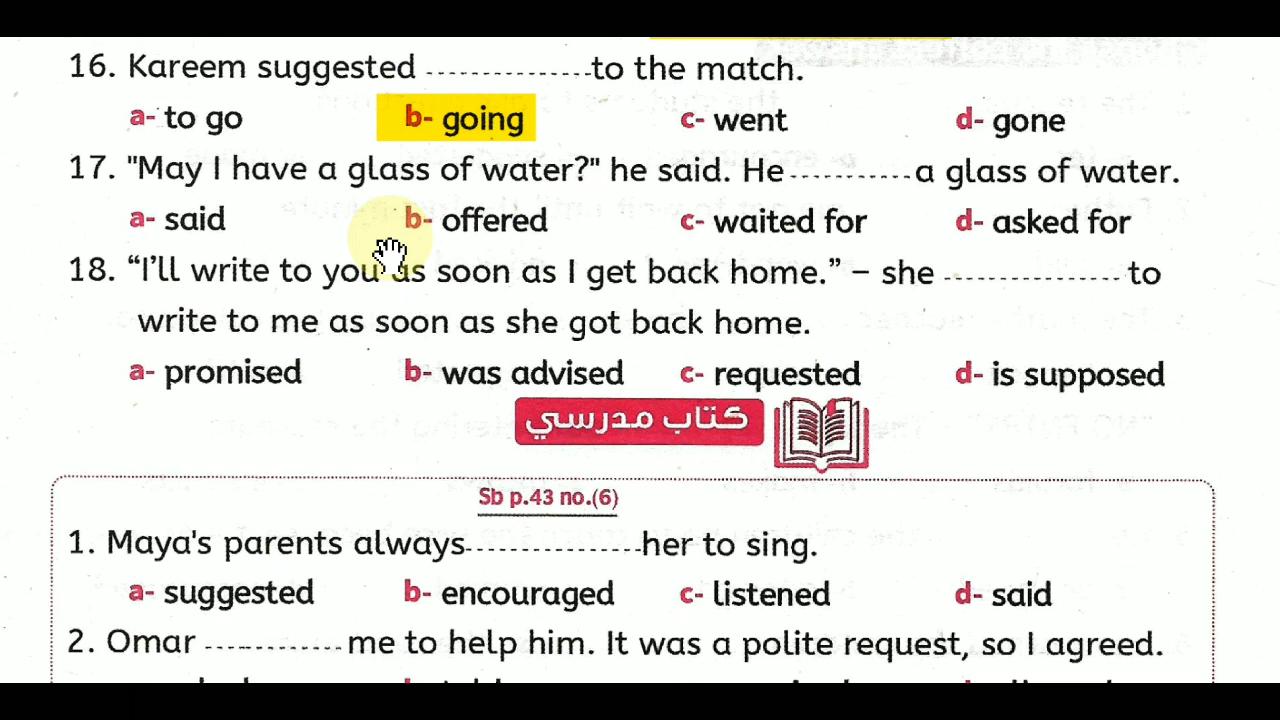 16. Kareem suggested ..............to the match.
a- to go b- going c- went d- gone
17. "May I have a glass of water?" he said. He........... a glass of water.
a- said b- offered c- waited for d- asked for
18. “I’ll write to you as soon as I get back home.” – she ................ to
write to me as soon as she got back home.
a- promised b- was advised c- requested d- is supposed
كتاب مدرسي
Sb p.43 no.(6)
1. Maya's parents always................her to sing.
a- suggested b- encouraged c- listened d- said
2. Omar ............. me to help him. It was a polite request, so I agreed.